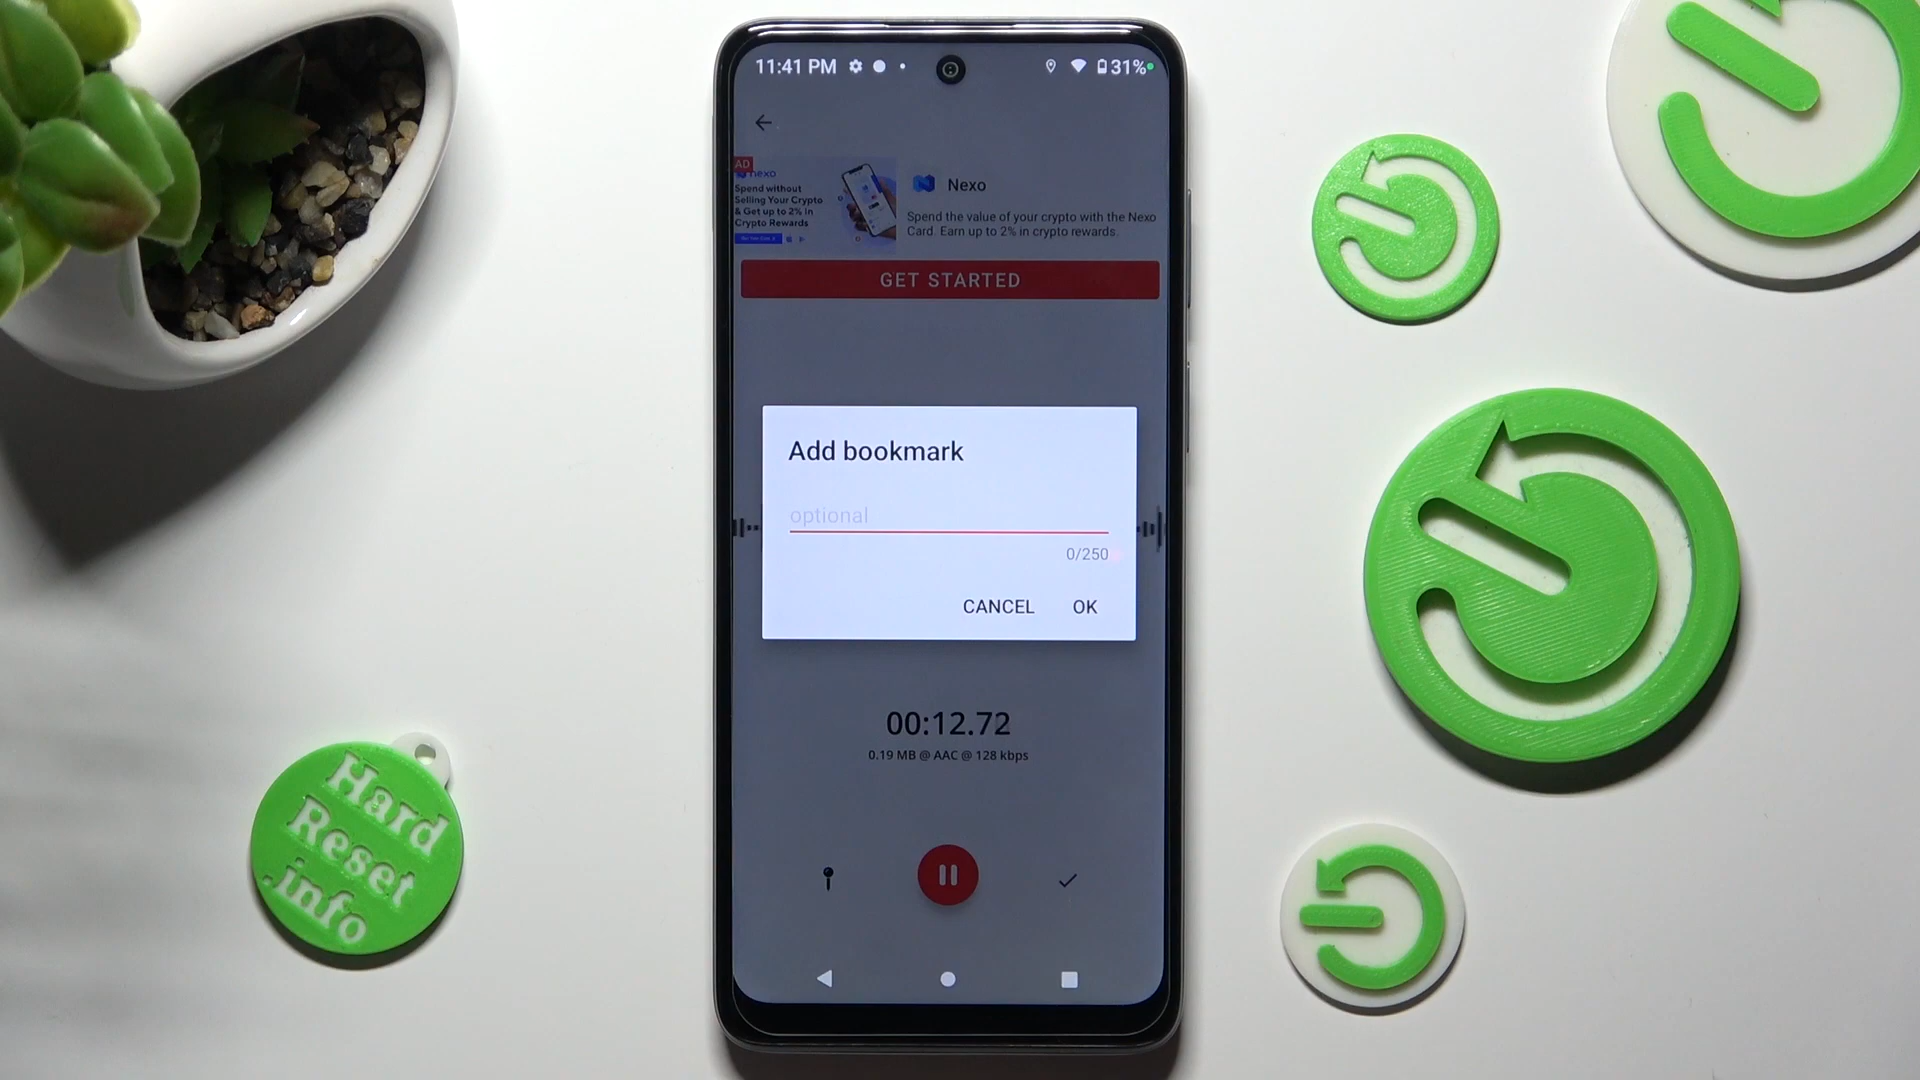 11:41 PM
31%
AD
nexo
Spend without
Selling Your Crypto
& Get up to 2% in
Crypto Rewards
Nexo
Spend the value of your crypto with the Nexo
Card. Earn up to 2% in crypto rewards.
GET STARTED
Add bookmark
optional
0/250
CANCEL
OK
00:12.72
0.19 MB @ AAC @ 128 kbps
Hard
Reset
.info